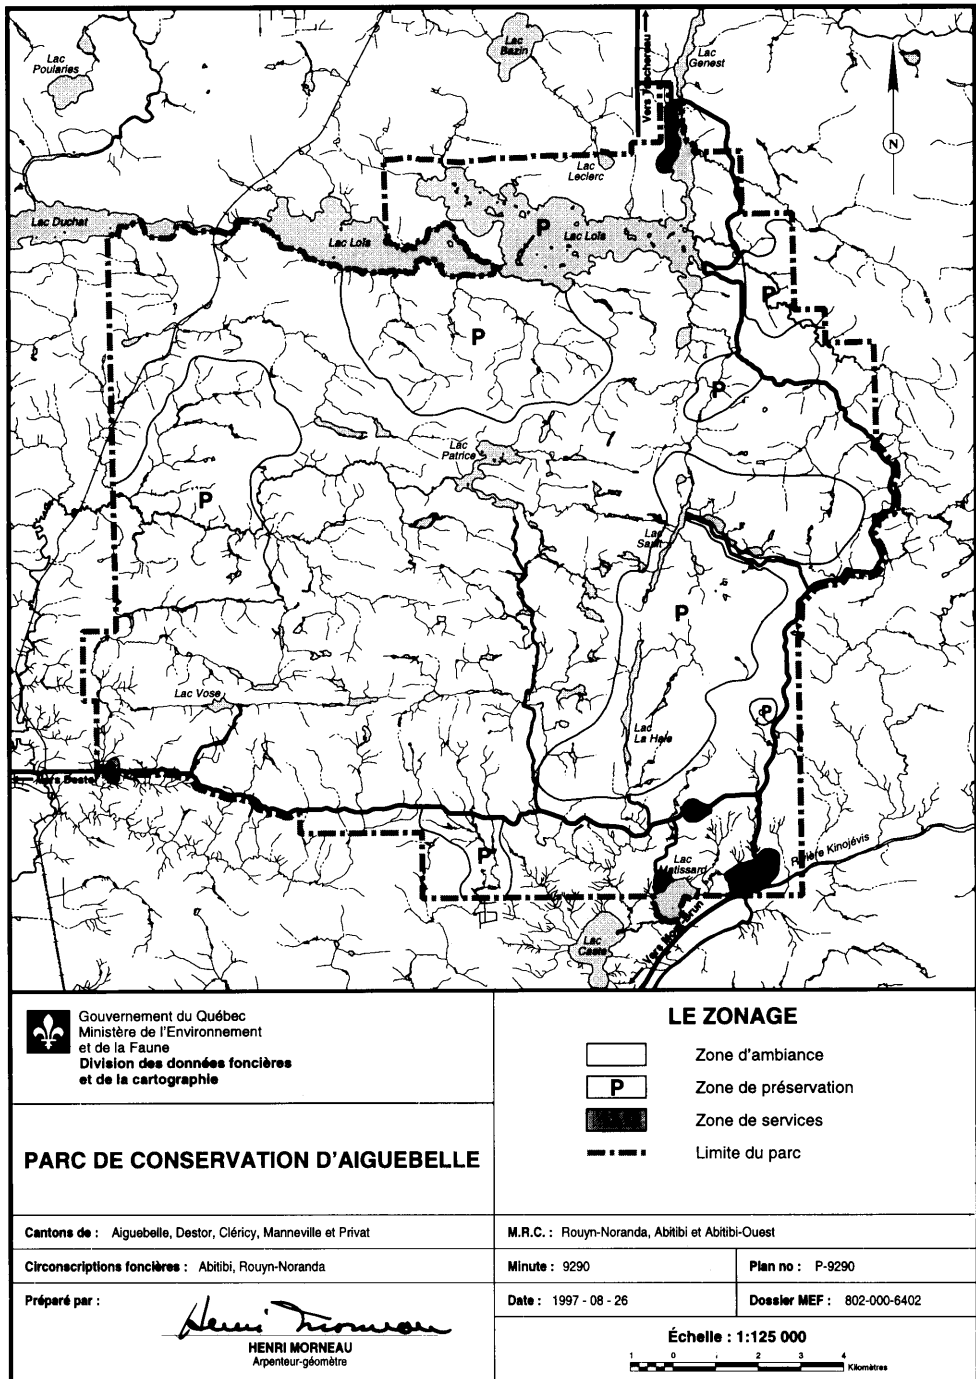 Lac
Poularies
Lac
Bazin
Vers Taschereau
Lac
Genest
N
Lac
Leclerc
Lac Duchat
Lac Loïs
P
Lac Loïs
P
P
P
Lac
Patrice
P
Lac
Sault
P
Lac Vose
P
Lac
La Haie
Vers Destor
P
Lac
Matissard
Rivière Kinojévis
Vers Mont-Brun
Lac
Caste
Gouvernement du Québec
Ministère de l'Environnement
et de la Faune
Division des données foncières
et de la cartographie
PARC DE CONSERVATION D'AIGUEBELLE
LE ZONAGE
Zone d'ambiance
P Zone de préservation
Zone de services
Limite du parc
Cantons de : Aiguebelle, Destor, Cléricy, Manneville et Privat
M.R.C. : Rouyn-Noranda, Abitibi et Abitibi-Ouest
Circonscriptions foncières : Abitibi, Rouyn-Noranda
Minute : 9290
Plan no : P-9290
Préparé par :
Henri Morneau
HENRI MORNEAU
Arpenteur-géomètre
Date : 1997 - 08 - 26
Dossier MEF : 802-000-6402
Échelle : 1:125 000
1 0 1 2 3 4
Kilomètres